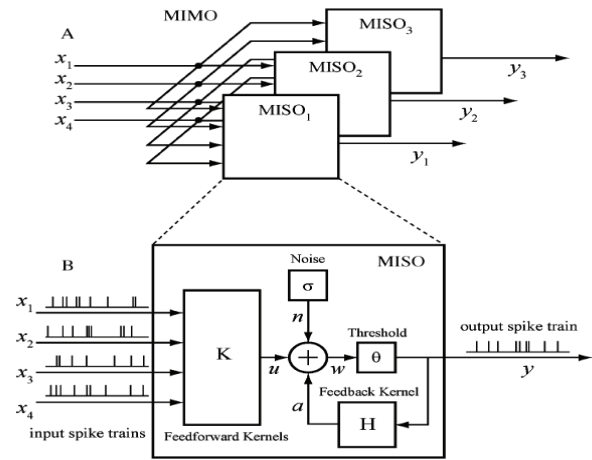 MIMO
A
MISO3
x1
x2
x3
x4
MISO2
MISO1
y3
y2
y1
B
MISO
Noise
σ
n
x1
x2
x3
x4
K
u
+
w
Threshold
θ
output spike train
y
a
Feedback Kernel
H
input spike trains
Feedforward Kernels